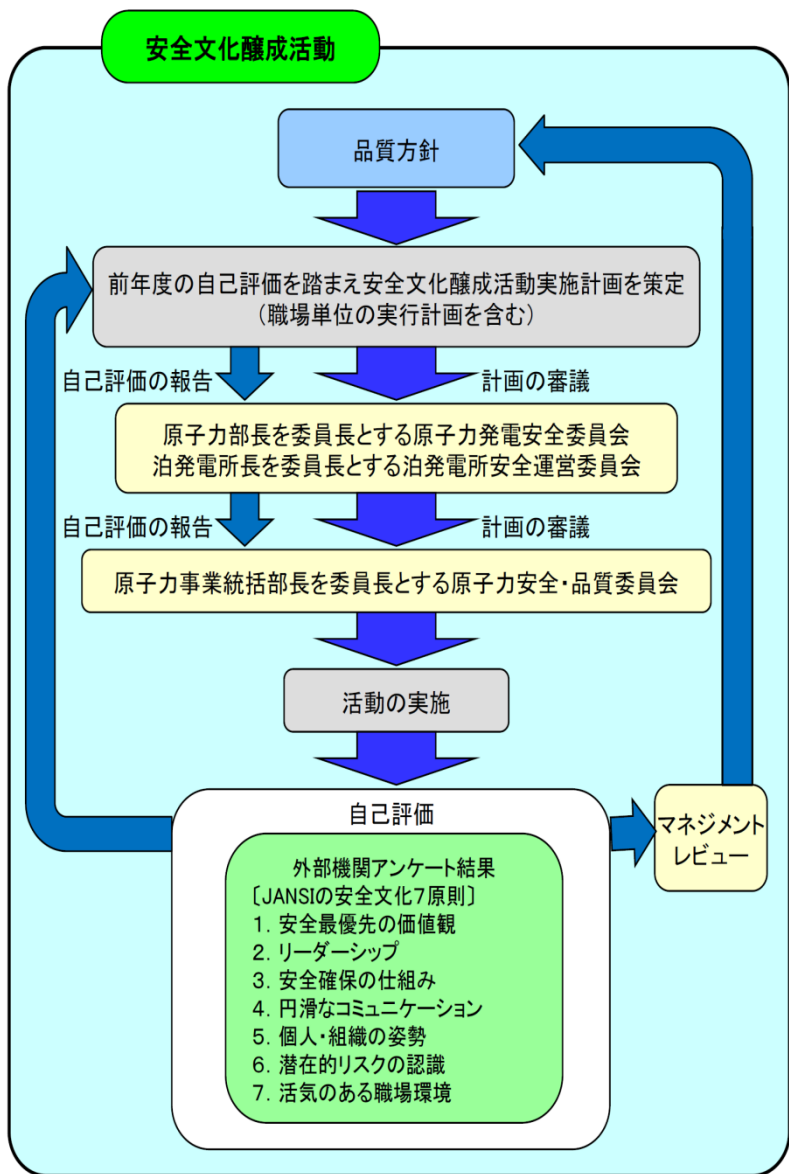 安全文化醸成活動
品質方針
前年度の自己評価を踏まえ安全文化醸成活動実施計画を策定
（職場単位の実行計画を含む）
自己評価の報告
計画の審議
原子力部長を委員長とする原子力発電安全委員会
泊発電所長を委員長とする泊発電所安全運営委員会
自己評価の報告
計画の審議
原子力事業統括部長を委員長とする原子力安全・品質委員会
活動の実施
自己評価
外部機関アンケート結果
〔JANSIの安全文化７原則〕
１．安全最優先の価値観
２．リーダーシップ
３．安全確保の仕組み
４．円滑なコミュニケーション
５．個人・組織の姿勢
６．潜在的リスクの認識
７．活気のある職場環境
マネジメント
レビュー